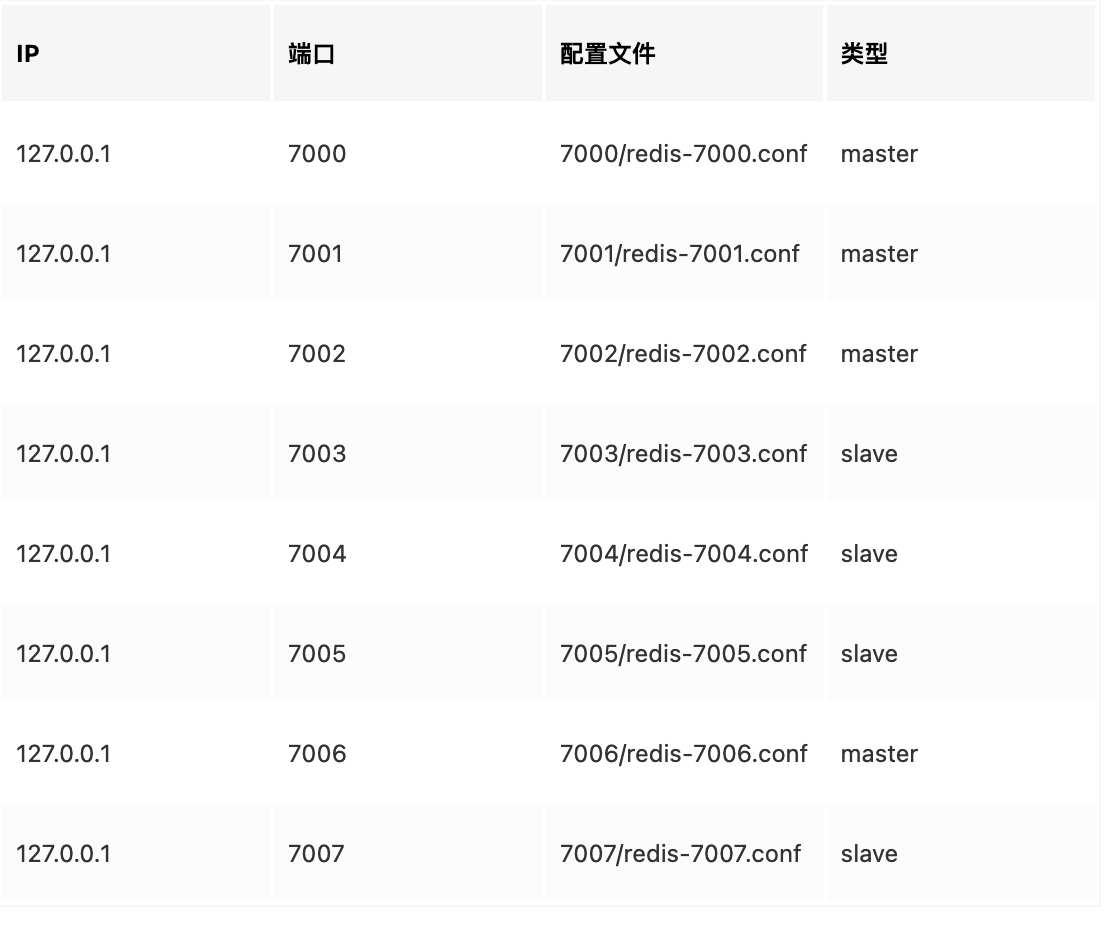 IP 端口 配置文件 类型
127.0.0.1 7000 7000/redis-7000.conf master
127.0.0.1 7001 7001/redis-7001.conf master
127.0.0.1 7002 7002/redis-7002.conf master
127.0.0.1 7003 7003/redis-7003.conf slave
127.0.0.1 7004 7004/redis-7004.conf slave
127.0.0.1 7005 7005/redis-7005.conf slave
127.0.0.1 7006 7006/redis-7006.conf master
127.0.0.1 7007 7007/redis-7007.conf slave